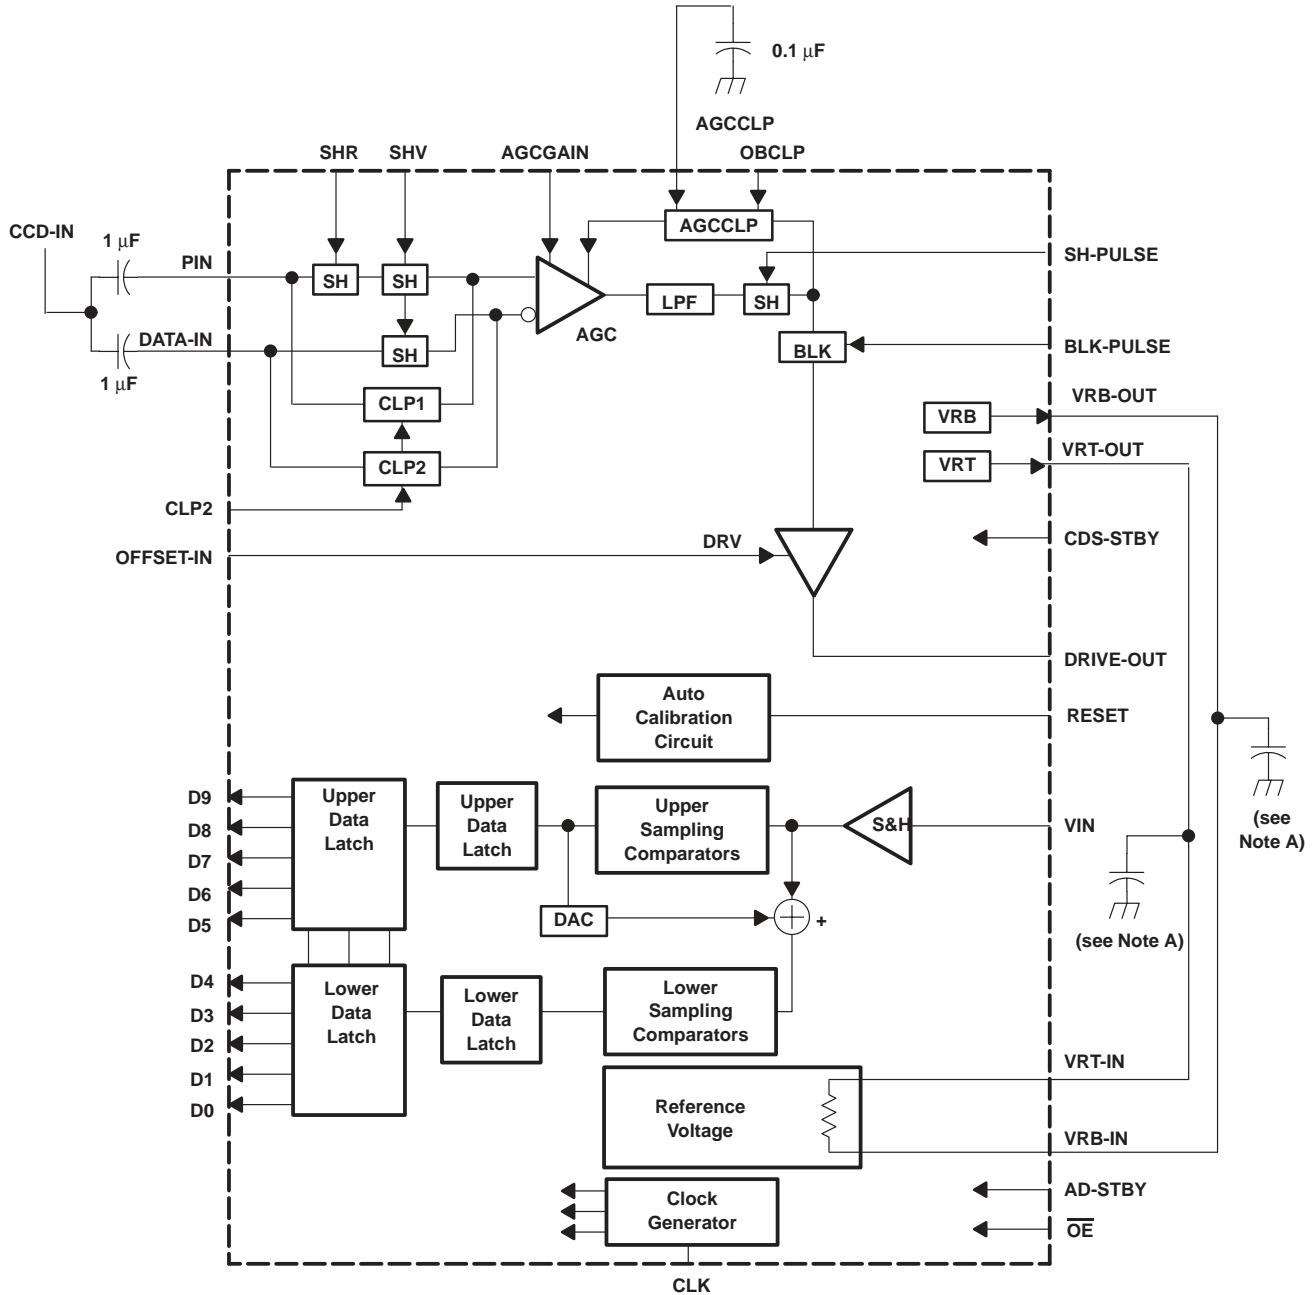 0.1 μF
AGCCLP
SHR
SHV
AGCGAIN
OBCLP
CCD-IN
1 μF
PIN
SH
SH
AGCCLP
SH-PULSE
LPF
SH
AGC
DATA-IN
1 μF
SH
BLK
BLK-PULSE
CLP1
VRB
VRB-OUT
CLP2
VRT
VRT-OUT
CLP2
OFFSET-IN
DRV
CDS-STBY
DRIVE-OUT
Auto
Calibration
Circuit
RESET
D9
D8
D7
D6
D5
Upper
Data
Latch
Upper
Data
Latch
Upper
Sampling
Comparators
S&H
VIN
(see
Note A)
DAC
+
(see Note A)
D4
D3
D2
D1
D0
Lower
Data
Latch
Lower
Data
Latch
Lower
Sampling
Comparators
VRT-IN
Reference
Voltage
VRB-IN
AD-STBY
Clock
Generator
OE
CLK